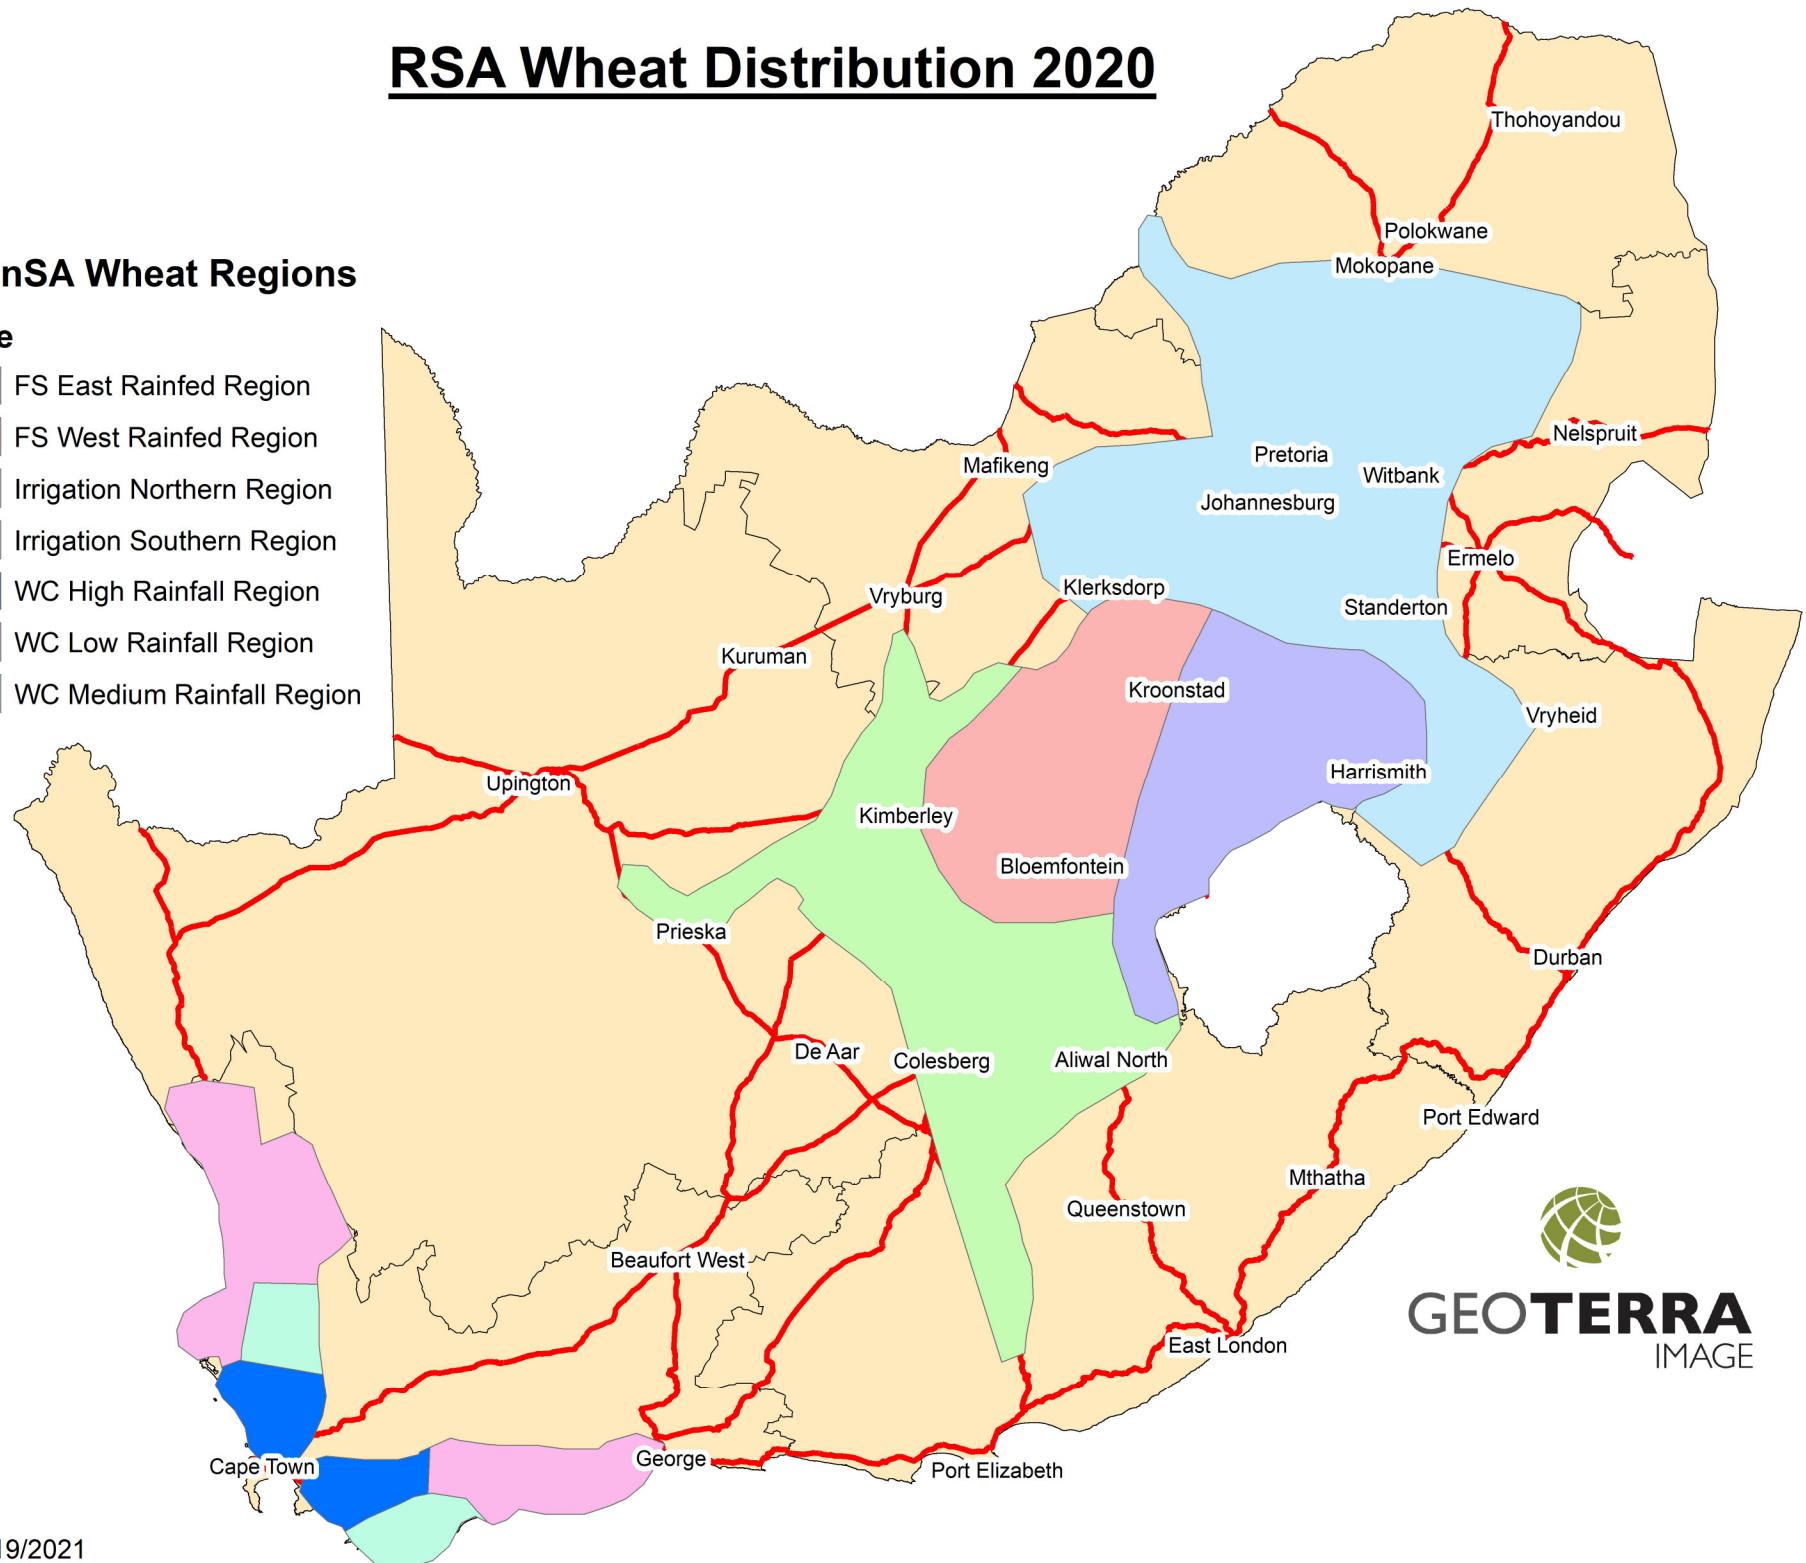 RSA Wheat Distribution 2020
nSA Wheat Regions
e
FS East Rainfed Region
FS West Rainfed Region
Irrigation Northern Region
Irrigation Southern Region
WC High Rainfall Region
WC Low Rainfall Region
WC Medium Rainfall Region
Thohoyandou
Polokwane
Mokopane
Nelspruit
Pretoria
Mafikeng
Witbank
Johannesburg
Ermelo
Klerksdorp
Vryburg
Standerton
Kuruman
Kroonstad
Vryheid
Harrismith
Upington
Kimberley
Bloemfontein
Prieska
Durban
De Aar
Colesberg
Aliwal North
Port Edward
Mthatha
Queenstown
Beaufort West
East London
George
Cape Town
Port Elizabeth
GEOTERRA
IMAGE
19/2021